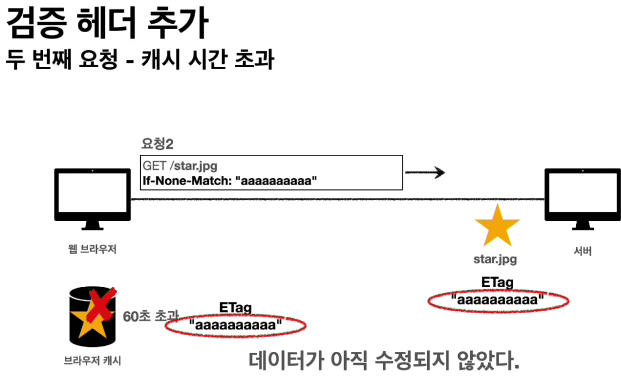 검증 헤더 추가
두 번째 요청 - 캐시 시간 초과
요청2
GET /star.jpg
If-None-Match: "aaaaaaaaaa"
웹 브라우저
star.jpg
서버
ETag
"aaaaaaaaaa"
60초 초과
ETag
"aaaaaaaaaa"
브라우저 캐시
데이터가 아직 수정되지 않았다.